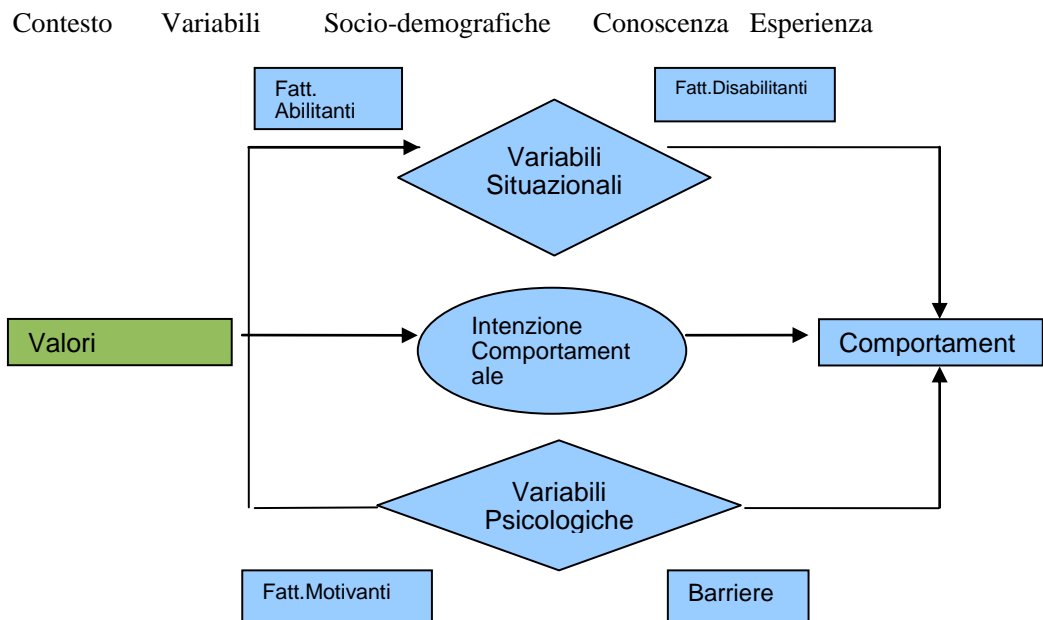 Contesto Variabili Socio-demografiche Conoscenza Esperienza
Fatt.
Abilitanti
Fatt.Disabilitanti
Variabili
Situazionali
Valori
Intenzione
Comportament
ale
Comportament
Variabili
Psicologiche
Fatt.Motivanti
Barriere